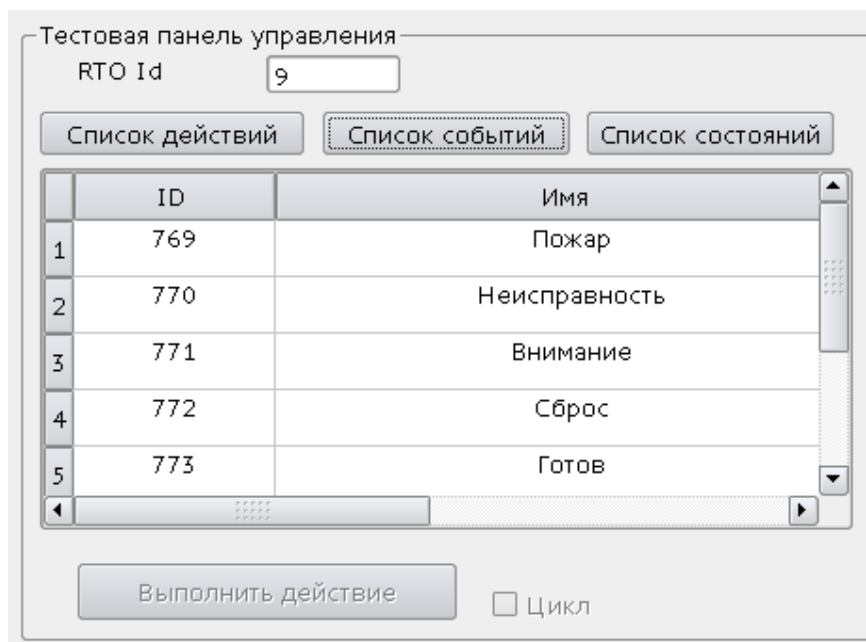 Тестовая панель управления
RTO Id 9
Список действий Список событий Список состояний
ID Имя
1 769 Пожар
2 770 Неисправность
3 771 Внимание
4 772 Сброс
5 773 Готов
Выполнить действие Цикл